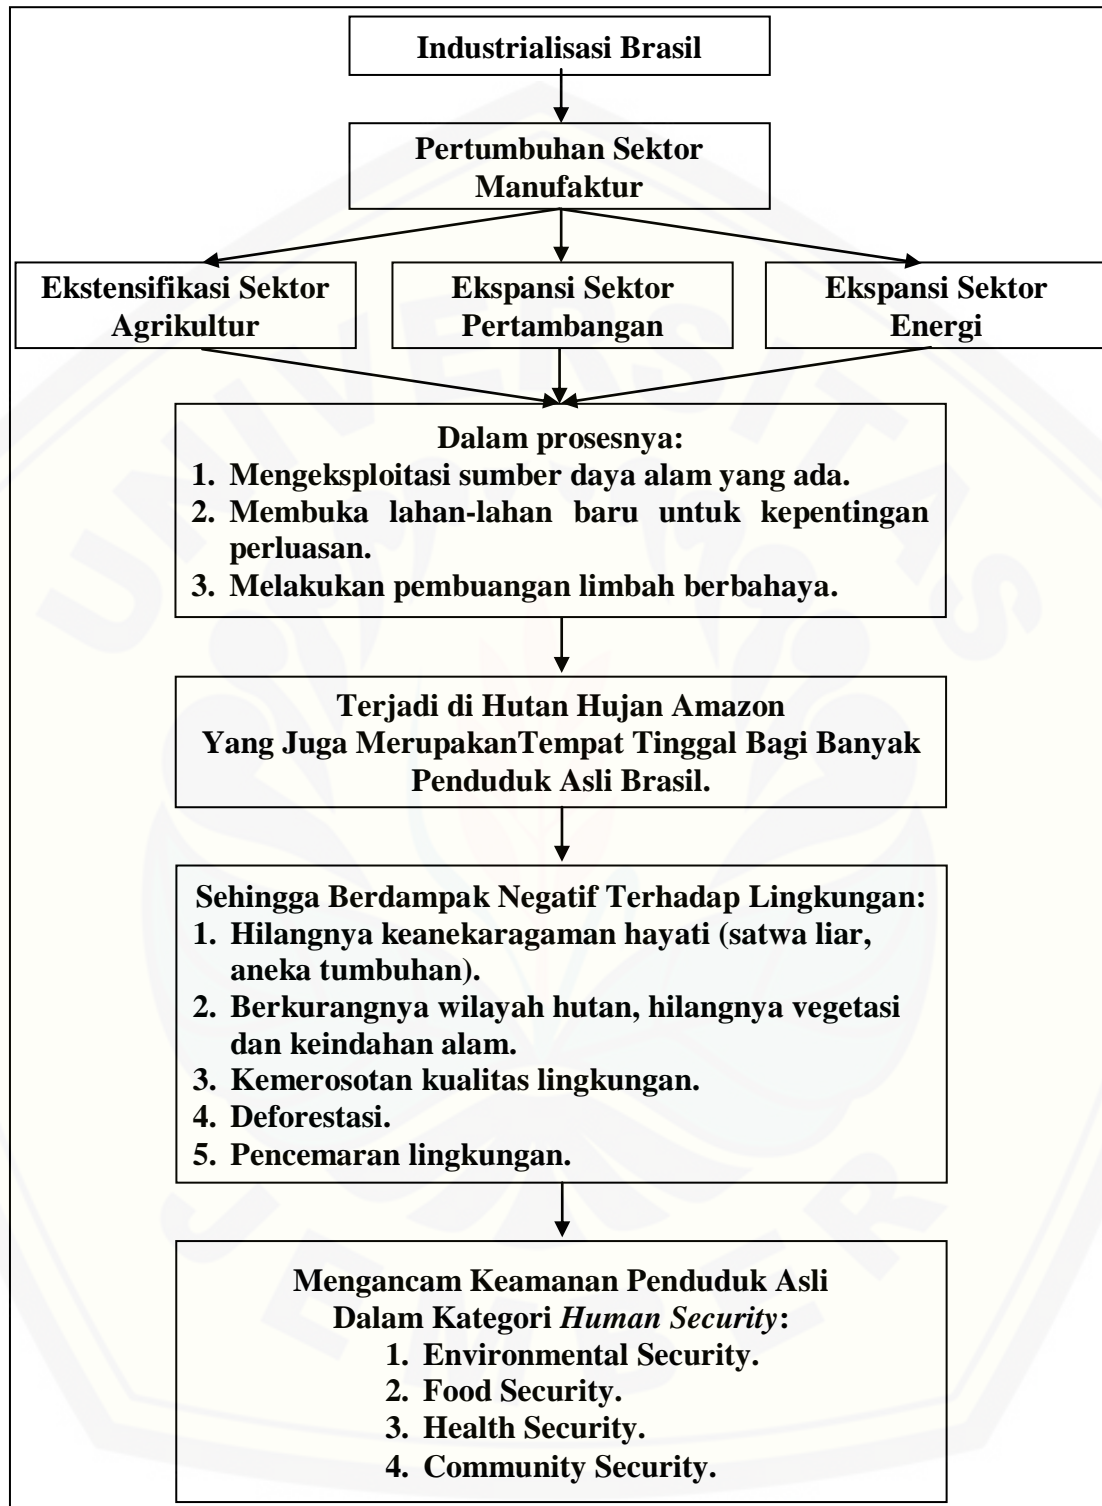 Industrialisasi Brasil
Pertumbuhan Sektor
Manufaktur
Ekstensifikasi Sektor
Agrikultur
Ekspansi Sektor
Pertambangan
Ekspansi Sektor
Energi
Dalam prosesnya:
1. Mengeksploitasi sumber daya alam yang ada.
2. Membuka lahan-lahan baru untuk kepentingan
perluasan.
3. Melakukan pembuangan limbah berbahaya.
Terjadi di Hutan Hujan Amazon
Yang Juga MerupakanTempat Tinggal Bagi Banyak
Penduduk Asli Brasil.
Sehingga Berdampak Negatif Terhadap Lingkungan:
1. Hilangnya keanekaragaman hayati (satwa liar,
aneka tumbuhan).
2. Berkurangnya wilayah hutan, hilangnya vegetasi
dan keindahan alam.
3. Kemerosotan kualitas lingkungan.
4. Deforestasi.
5. Pencemaran lingkungan.
Mengancam Keamanan Penduduk Asli
Dalam Kategori Human Security:
1. Environmental Security.
2. Food Security.
3. Health Security.
4. Community Security.
UNIVERSITAS
JEMBER